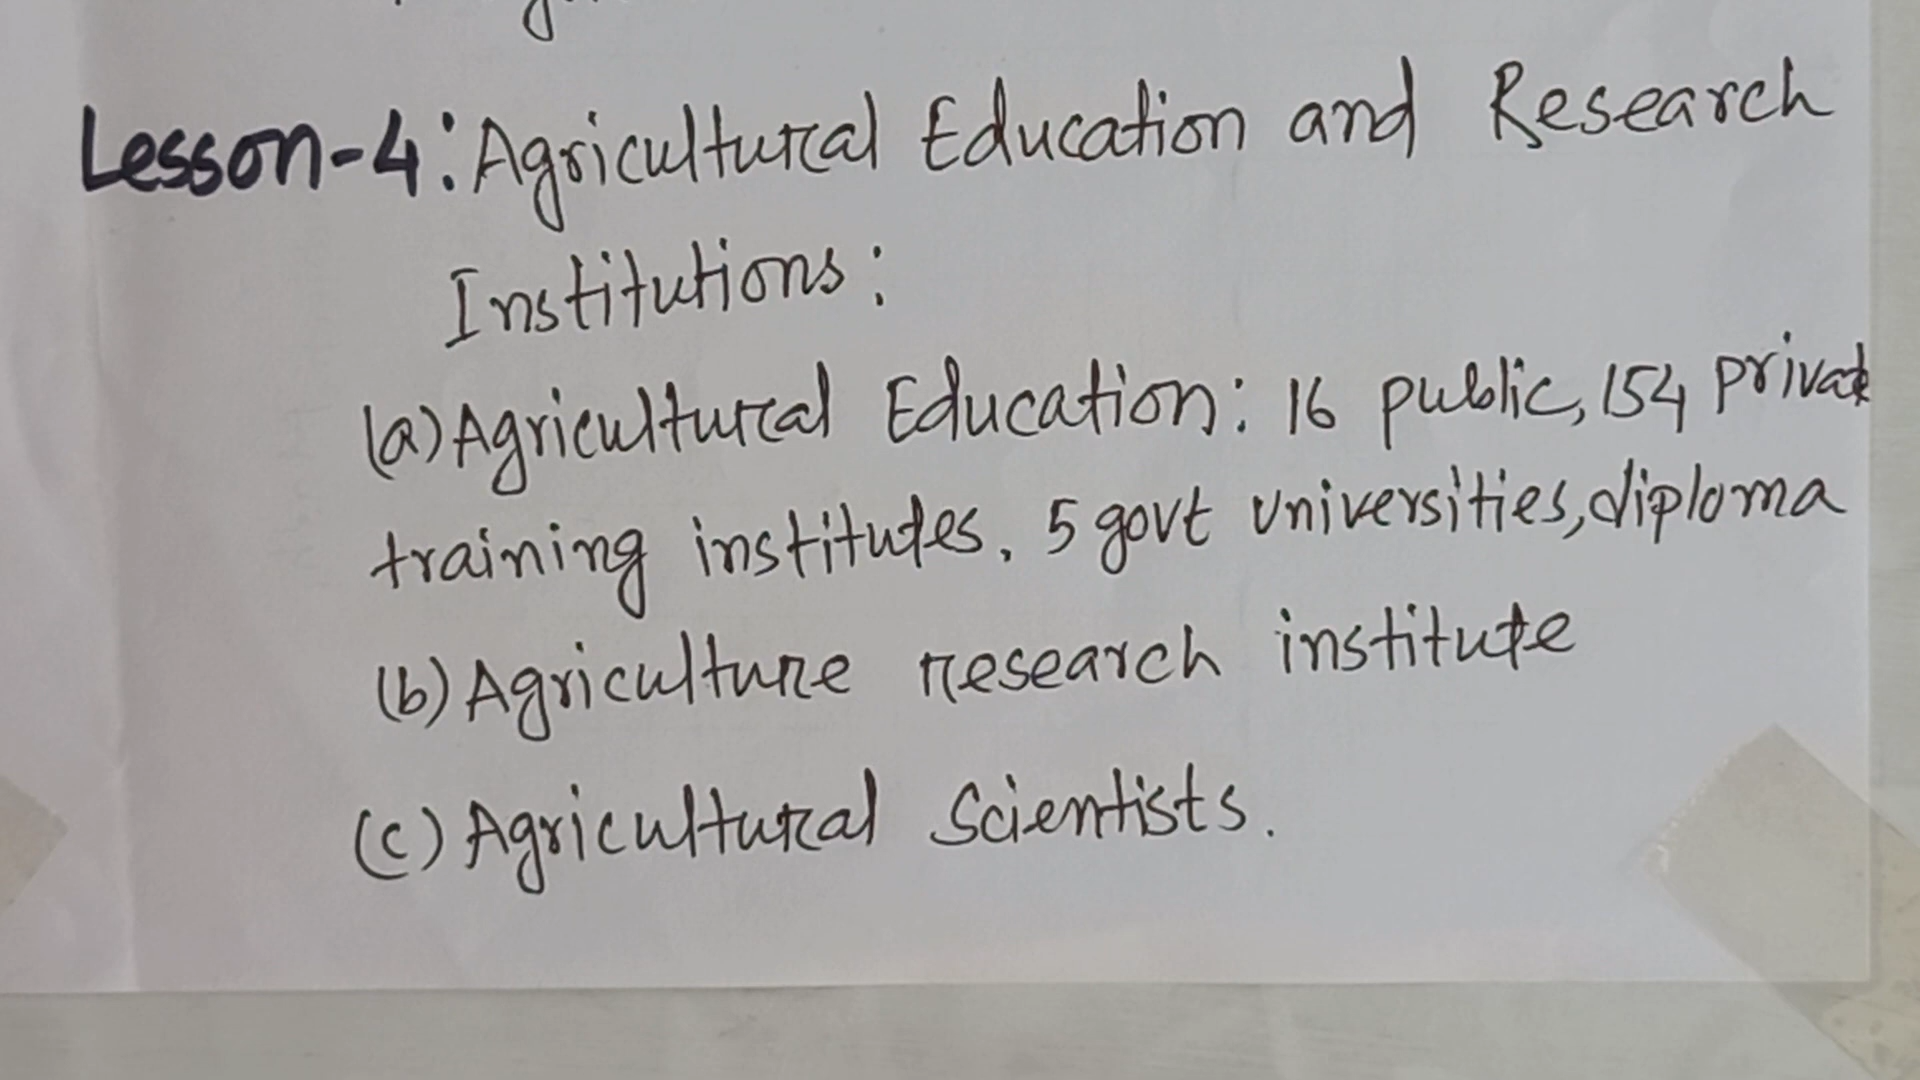 Lesson-4: Agricultural Education and Research
Institutions:
(a) Agricultural Education: 16 public, 154 private
training institutes, 5 govt universities, diploma
(b) Agriculture research institute
(c) Agricultural Scientists.